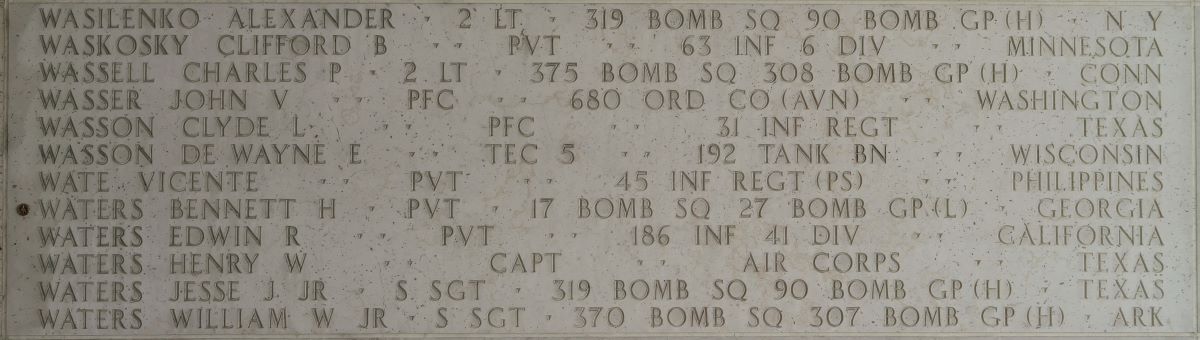 WASILENKO ALEXANDER · 2 LT · 319 BOMB SQ 90 BOMB GP (H) · N Y
WASKOSKY CLIFFORD B · · PVT · · 63 INF 6 DIV · · MINNESOTA
WASSELL CHARLES P · 2 LT · 375 BOMB SQ 308 BOMB GP (H) · CONN
WASSER JOHN V · · PFC · · 680 ORD CO (AVN) · · WASHINGTON
WASSON CLYDE L · · PFC · · 31 INF REGT · · TEXAS
WASSON DE WAYNE E · · TEC 5 · · 192 TANK BN · · WISCONSIN
WATE VICENTE · · PVT · · 45 INF REGT (PS) · · PHILIPPINES
WATERS BENNETT H · PVT · 17 BOMB SQ 27 BOMB GP (L) · GEORGIA
WATERS EDWIN R · · PVT · · 186 INF 41 DIV · · CALIFORNIA
WATERS HENRY W · · CAPT · · AIR CORPS · · TEXAS
WATERS JESSE J JR · S SGT · 319 BOMB SQ 90 BOMB GP (H) · TEXAS
WATERS WILLIAM W JR · S SGT · 370 BOMB SQ 307 BOMB GP (H) · ARK